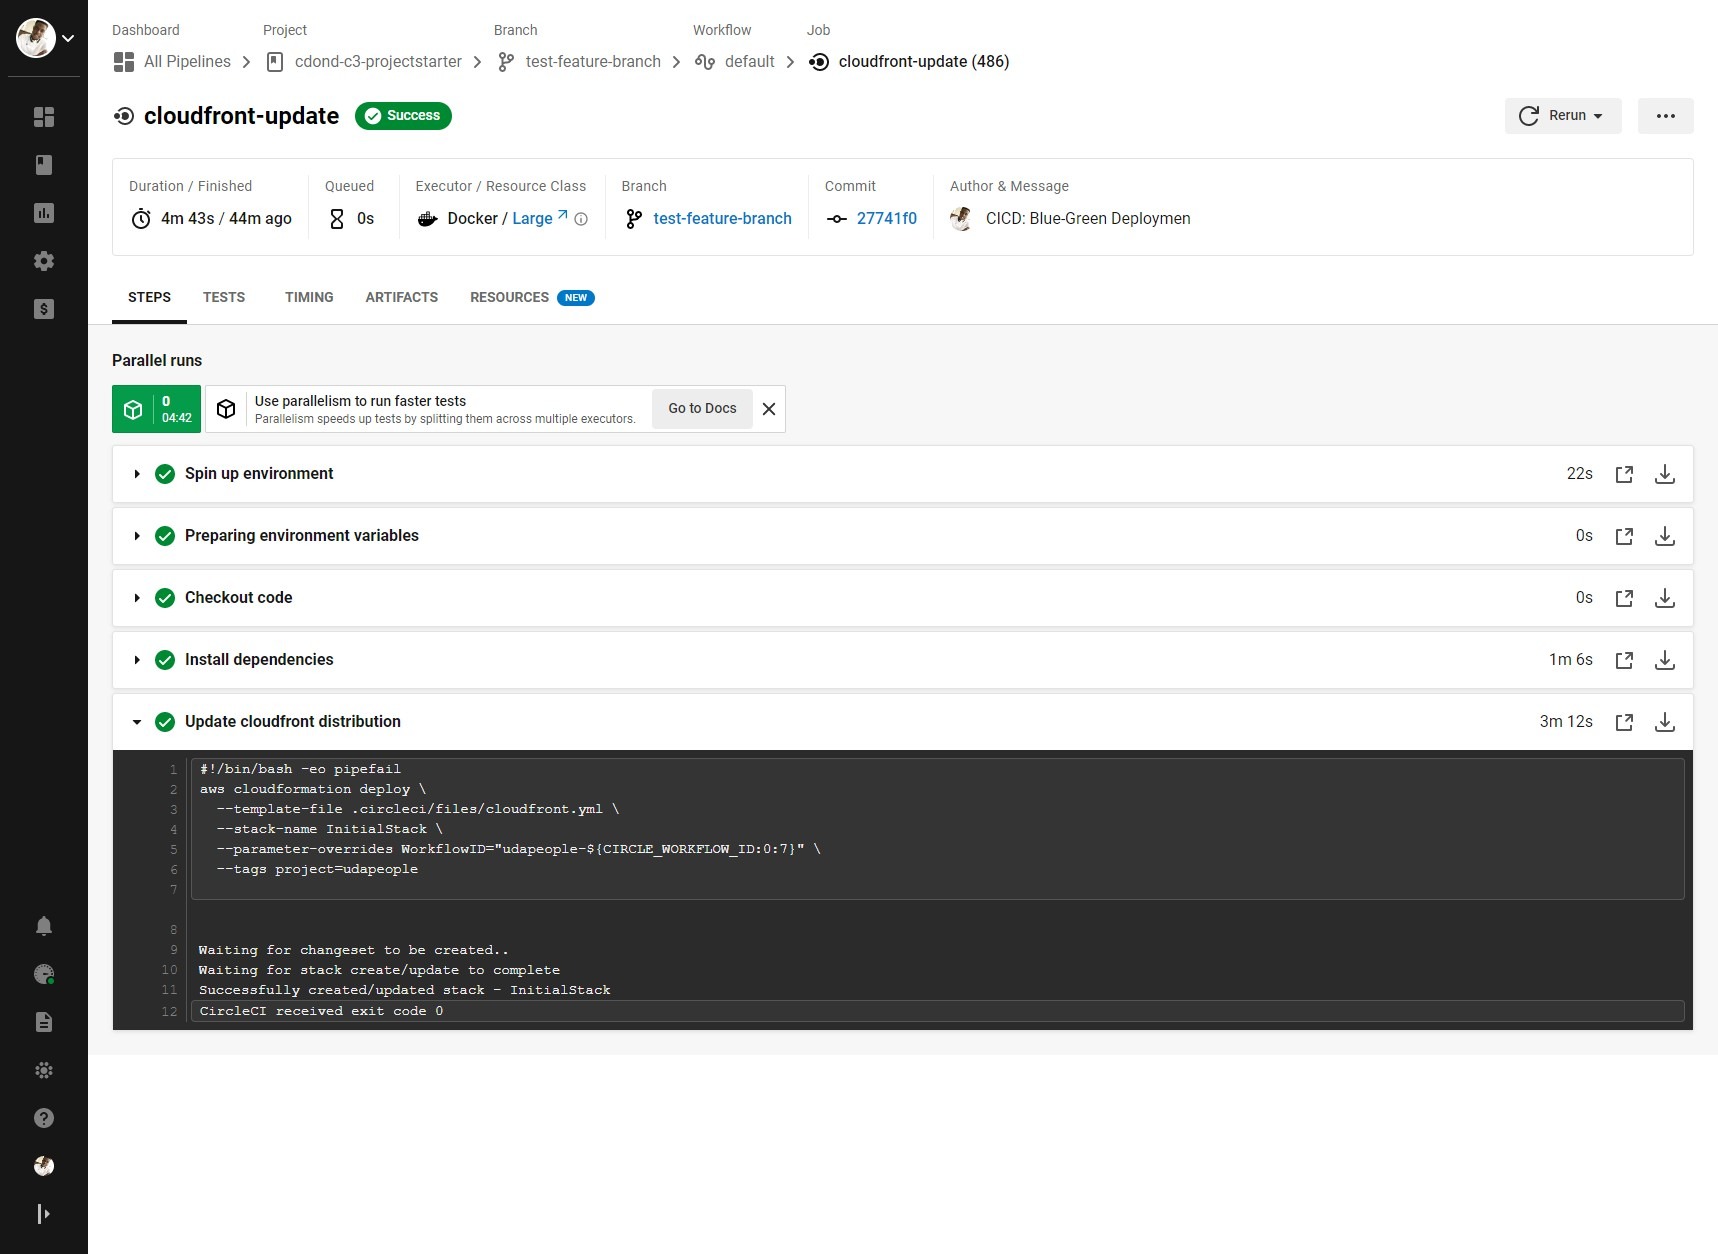 Dashboard Project Branch Workflow Job
All Pipelines cdond-c3-projectstarter test-feature-branch default cloudfront-update (486)
cloudfront-update Success Rerun
Duration / Finished Queued Executor / Resource Class Branch Commit Author & Message
4m 43s / 44m ago 0s Docker / Large test-feature-branch 27741f0 CICD: Blue-Green Deploymen
STEPS TESTS TIMING ARTIFACTS RESOURCES NEW
Parallel runs
0
04:42
Use parallelism to run faster tests
Parallelism speeds up tests by splitting them across multiple executors.
Go to Docs
Spin up environment 22s
Preparing environment variables 0s
Checkout code 0s
Install dependencies 1m 6s
Update cloudfront distribution 3m 12s
1 #!/bin/bash -eo pipefail
2 aws cloudformation deploy \
3 --template-file .circleci/files/cloudfront.yml \
4 --stack-name InitialStack \
5 --parameter-overrides WorkflowID="udapeople-${CIRCLE_WORKFLOW_ID:0:7}" \
6 --tags project=udapeople
7
8
9 Waiting for changeset to be created..
10 Waiting for stack create/update to complete
11 Successfully created/updated stack - InitialStack
12 CircleCI received exit code 0